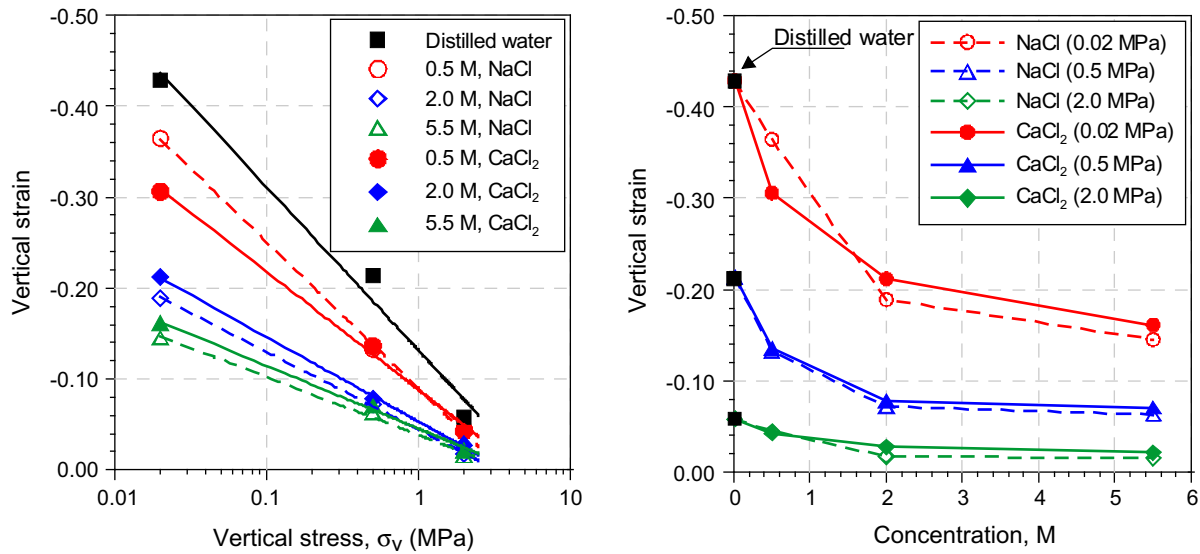 -0.50
-0.40
-0.30
-0.20
-0.10
0.00
Vertical strain
0.01
0.1
1
10
Vertical stress, σᵥ (MPa)
Distilled water
0.5 M, NaCl
2.0 M, NaCl
5.5 M, NaCl
0.5 M, CaCl₂
2.0 M, CaCl₂
5.5 M, CaCl₂
-0.50
-0.40
-0.30
-0.20
-0.10
0.00
Vertical strain
0
1
2
3
4
5
6
Concentration, M
Distilled water
NaCl (0.02 MPa)
NaCl (0.5 MPa)
NaCl (2.0 MPa)
CaCl₂ (0.02 MPa)
CaCl₂ (0.5 MPa)
CaCl₂ (2.0 MPa)